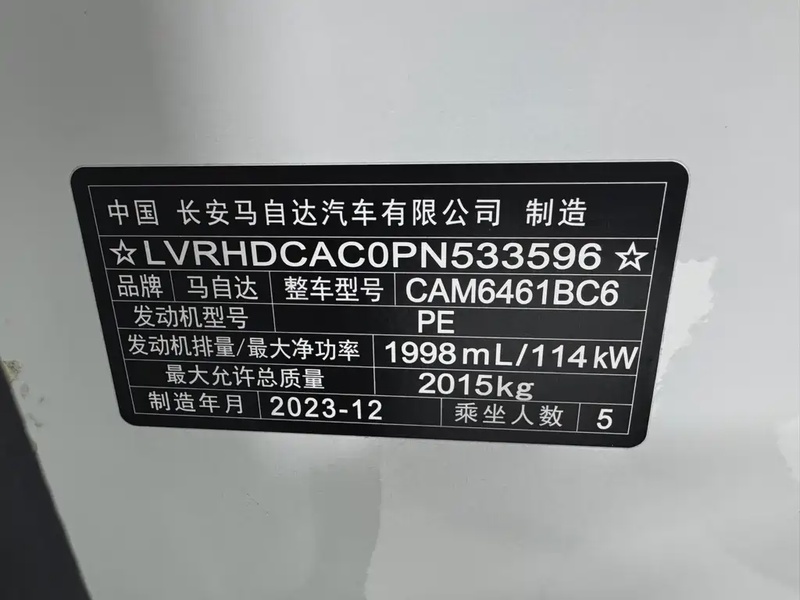 中国 长安马自达汽车有限公司 制造
☆LVRHDCAC0PN533596☆
品牌 马自达 整车型号 CAM6461BC6
发动机型号 PE
发动机排量/最大净功率 1998mL/114kW
最大允许总质量 2015kg
制造年月 2023-12 乘坐人数 5